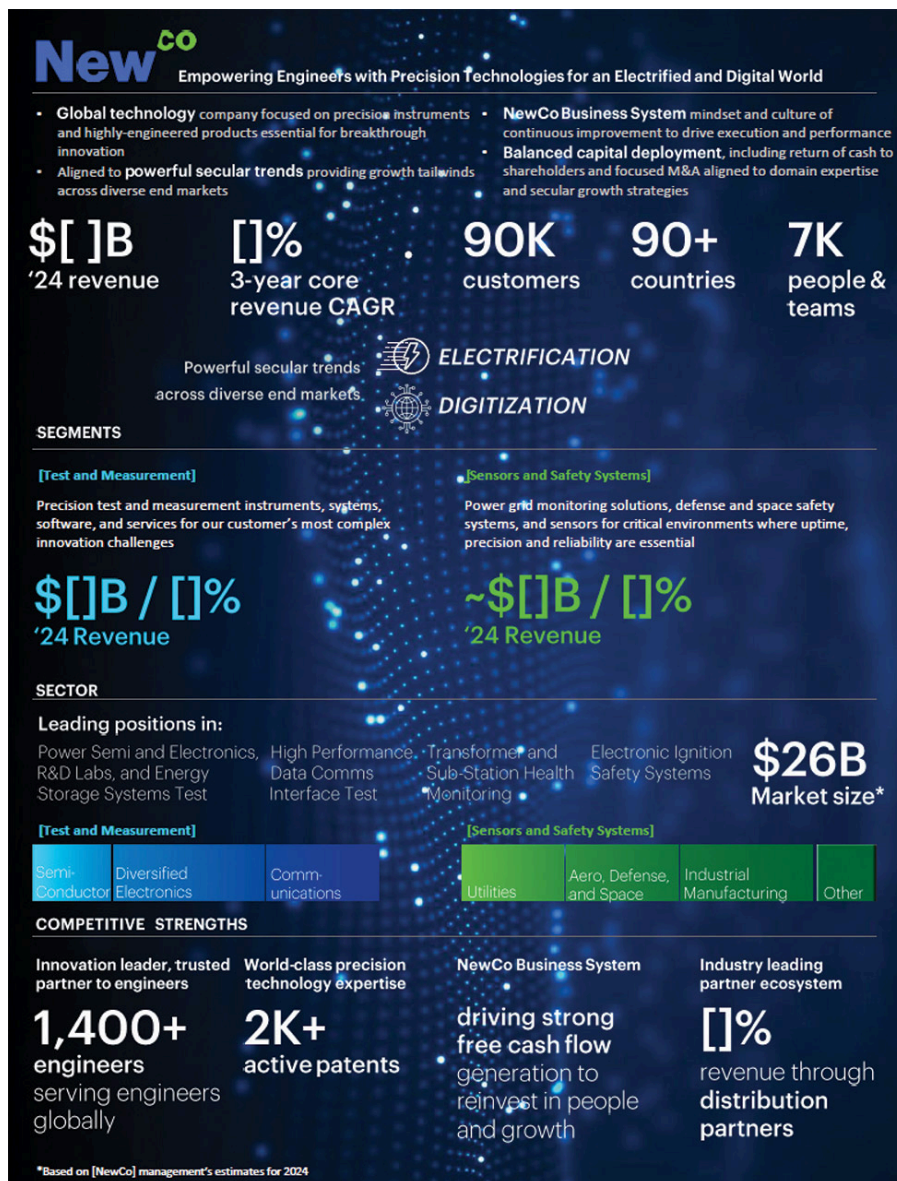 New co
Empowering Engineers with Precision Technologies for an Electrified and Digital World
• Global technology company focused on precision instruments
and highly-engineered products essential for breakthrough
innovation
• Aligned to powerful secular trends providing growth tailwinds
across diverse end markets
• NewCo Business System mindset and culture of
continuous improvement to drive execution and performance
• Balanced capital deployment, including return of cash to
shareholders and focused M&A aligned to domain expertise
and secular growth strategies
$[ ]B
‘24 revenue
[]%
3-year core
revenue CAGR
90K
customers
90+
countries
7K
people &
teams
Powerful secular trends
across diverse end markets
ELECTRIFICATION
DIGITIZATION
SEGMENTS
[Test and Measurement]
Precision test and measurement instruments, systems,
software, and services for our customer’s most complex
innovation challenges
$[]B / []%
‘24 Revenue
[Sensors and Safety Systems]
Power grid monitoring solutions, defense and space safety
systems, and sensors for critical environments where uptime,
precision and reliability are essential
~$[]B / []%
‘24 Revenue
SECTOR
Leading positions in:
Power Semi and Electronics,
R&D Labs, and Energy
Storage Systems Test
High Performance
Data Comms
Interface Test
Transformer and
Sub-Station Health
Monitoring
Electronic Ignition
Safety Systems
$26B
Market size*
[Test and Measurement]
Semi-
Conductor
Diversified
Electronics
Comm-
unications
[Sensors and Safety Systems]
Utilities
Aero, Defense,
and Space
Industrial
Manufacturing
Other
COMPETITIVE STRENGTHS
Innovation leader, trusted
partner to engineers
1,400+
engineers
serving engineers
globally
World-class precision
technology expertise
2K+
active patents
NewCo Business System
driving strong
free cash flow
generation to
reinvest in people
and growth
Industry leading
partner ecosystem
[]%
revenue through
distribution
partners
*Based on [NewCo] management’s estimates for 2024